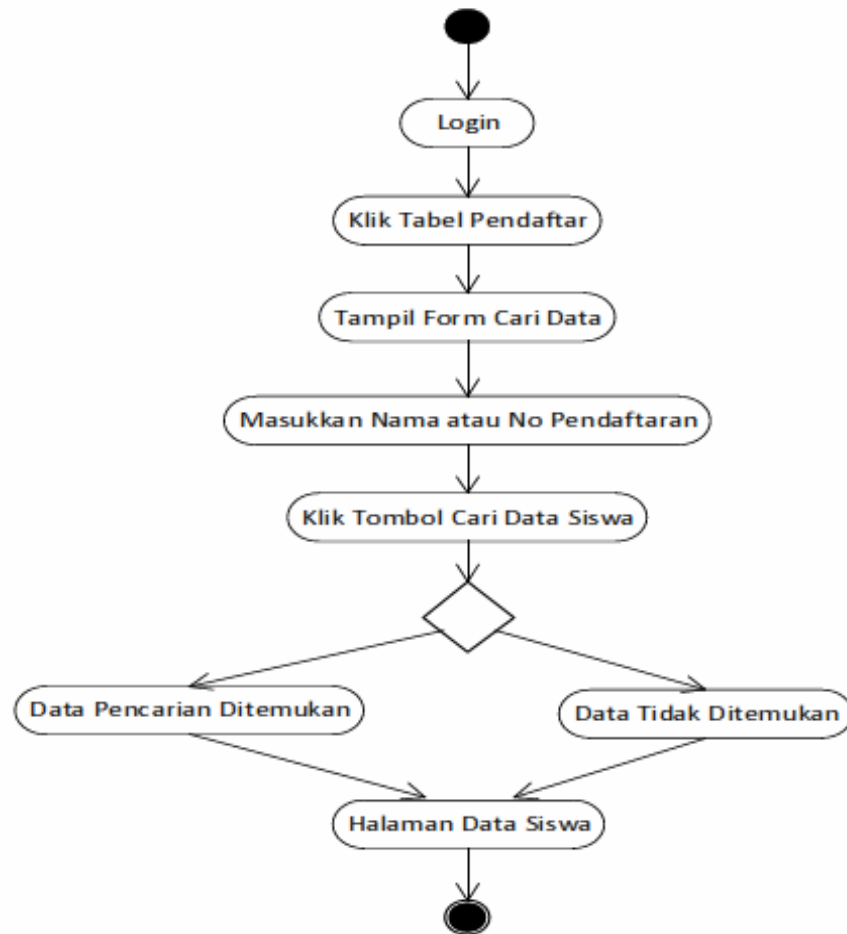 Login
Klik Tabel Pendaftar
Tampil Form Cari Data
Masukkan Nama atau No Pendaftaran
Klik Tombol Cari Data Siswa
Data Pencarian Ditemukan
Data Tidak Ditemukan
Halaman Data Siswa